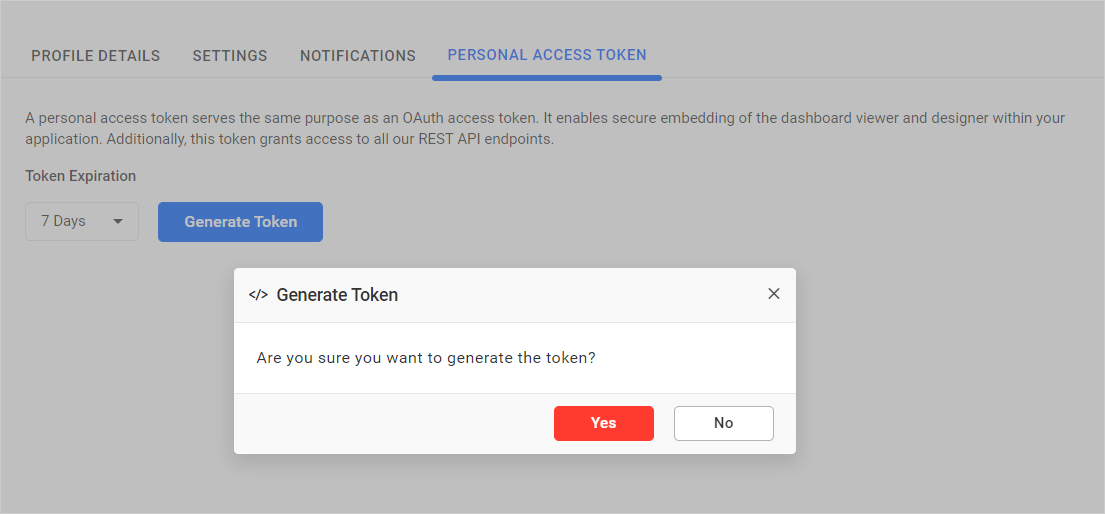 PROFILE DETAILS SETTINGS NOTIFICATIONS PERSONAL ACCESS TOKEN
A personal access token serves the same purpose as an OAuth access token. It enables secure embedding of the dashboard viewer and designer within your
application. Additionally, this token grants access to all our REST API endpoints.
Token Expiration
7 Days Generate Token
</> Generate Token
Are you sure you want to generate the token?
Yes No